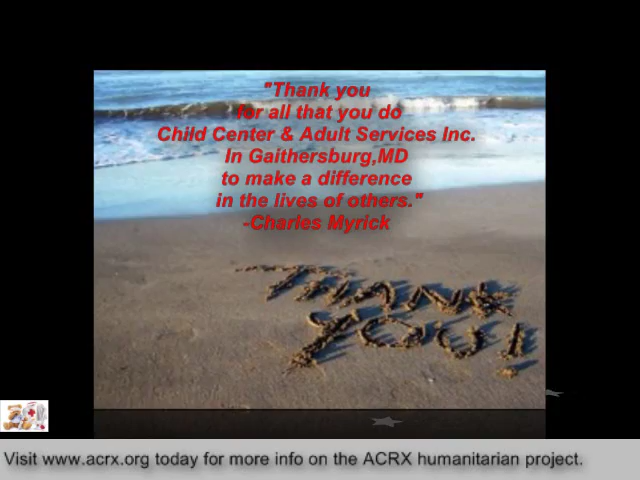 "Thank you
for all that you do
Child Center & Adult Services Inc.
In Gaithersburg,MD
to make a difference
in the lives of others."
-Charles Myrick
THANK
YOU!
Visit www.acrx.org today for more info on the ACRX humanitarian project.